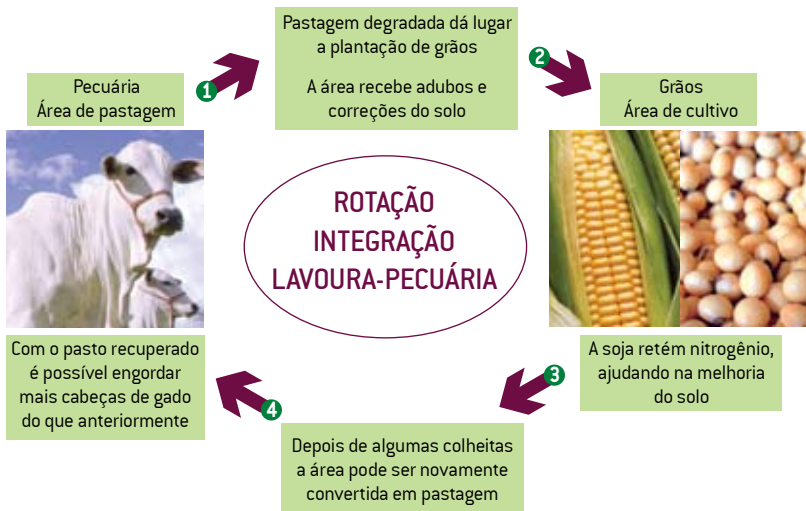 Pecuária
Área de pastagem
1
Pastagem degradada dá lugar
a plantação de grãos
A área recebe adubos e
correções do solo
2
Grãos
Área de cultivo
ROTAÇÃO
INTEGRAÇÃO
LAVOURA-PECUÁRIA
A soja retém nitrogênio,
ajudando na melhoria
do solo
3
Depois de algumas colheitas
a área pode ser novamente
convertida em pastagem
4
Com o pasto recuperado
é possível engordar
mais cabeças de gado
do que anteriormente